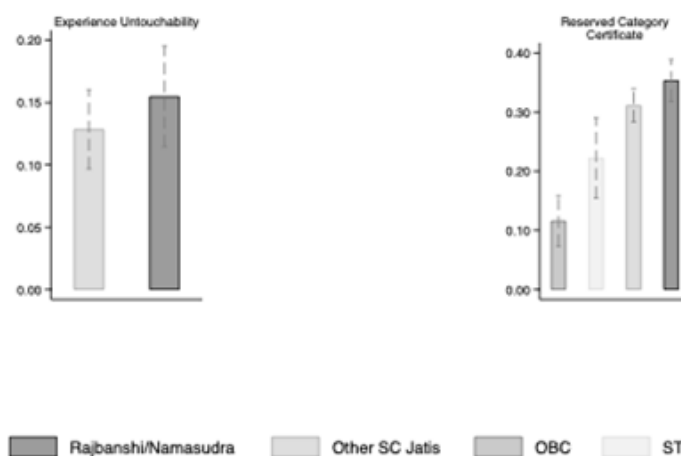 Experience Untouchability
0.20
0.15
0.10
0.05
0.00
Reserved Category
Certificate
0.40
0.30
0.20
0.10
0.00
Rajbanshi/Namasudra
Other SC Jatis
OBC
ST